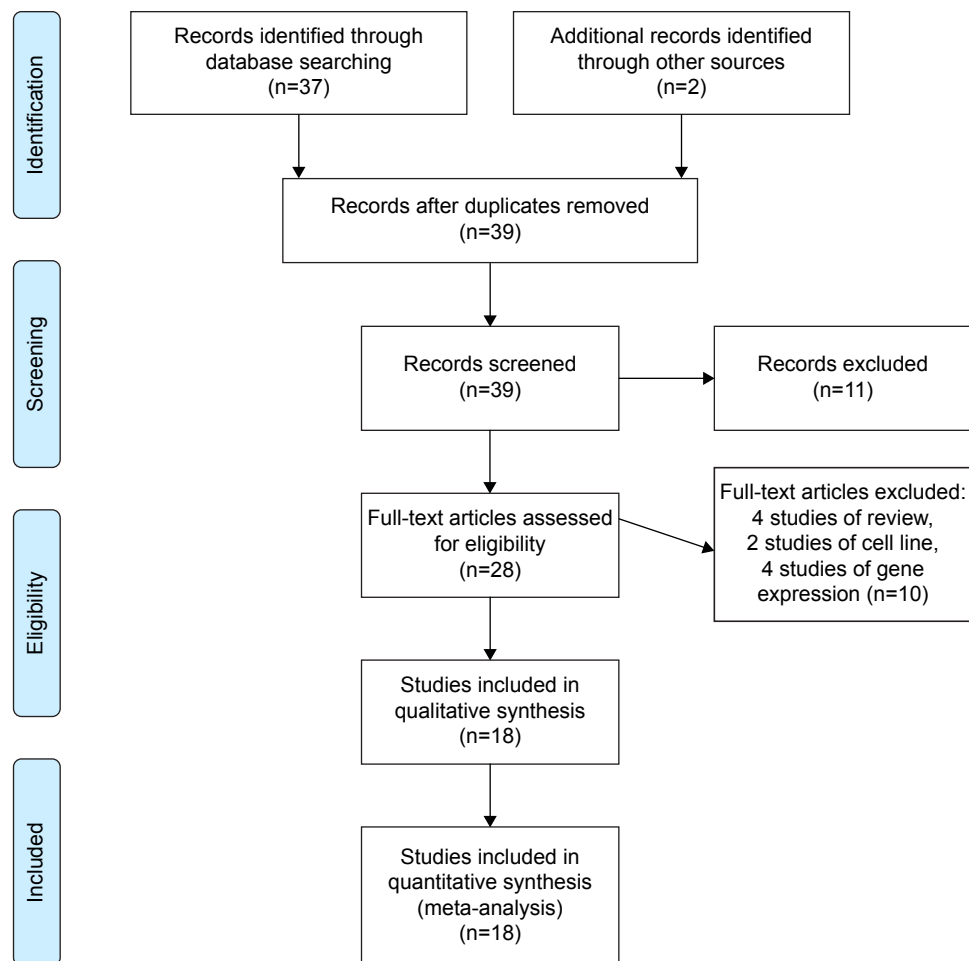 Identification
Records identified through
database searching
(n=37)
Additional records identified
through other sources
(n=2)
Records after duplicates removed
(n=39)
Screening
Records screened
(n=39)
Records excluded
(n=11)
Eligibility
Full-text articles assessed
for eligibility
(n=28)
Full-text articles excluded:
4 studies of review,
2 studies of cell line,
4 studies of gene
expression (n=10)
Studies included in
qualitative synthesis
(n=18)
Included
Studies included in
quantitative synthesis
(meta-analysis)
(n=18)